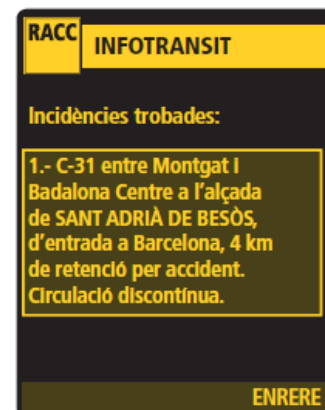 RACC
INFOTRANSIT
Incidències trobades:
1.- C-31 entre Montgat I
Badalona Centre a l'alçada
de SANT ADRIÀ DE BESÒS,
d'entrada a Barcelona, 4 km
de retenció per accident.
Circulació discontínua.
ENRERE